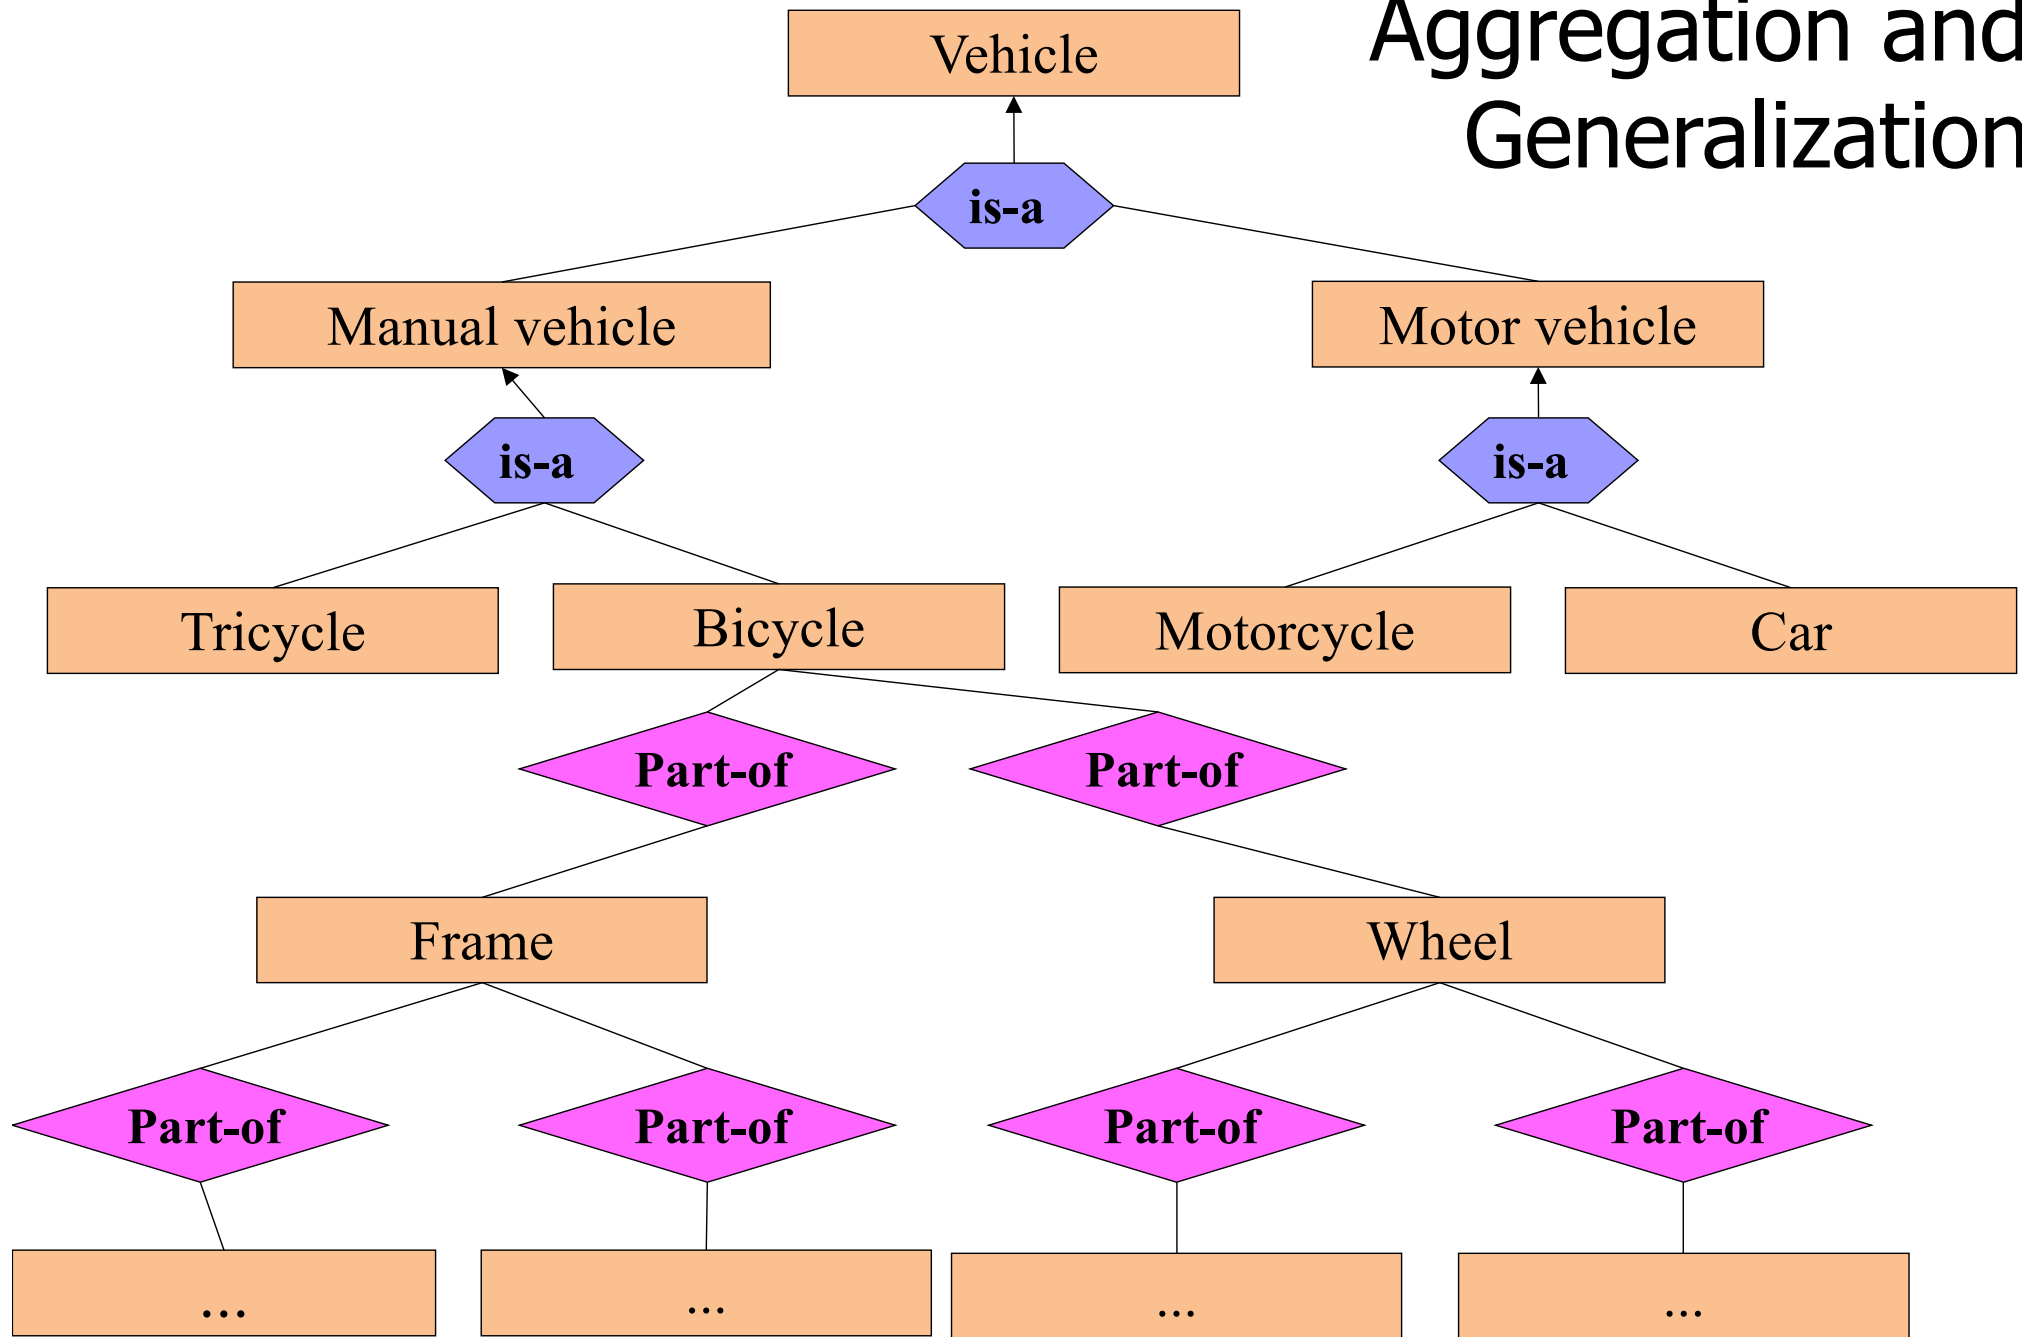 Aggregation and
Generalization
Vehicle
is-a
Manual vehicle
Motor vehicle
is-a
is-a
Tricycle
Bicycle
Motorcycle
Car
Part-of
Part-of
Frame
Wheel
Part-of
Part-of
Part-of
Part-of
...
...
...
...